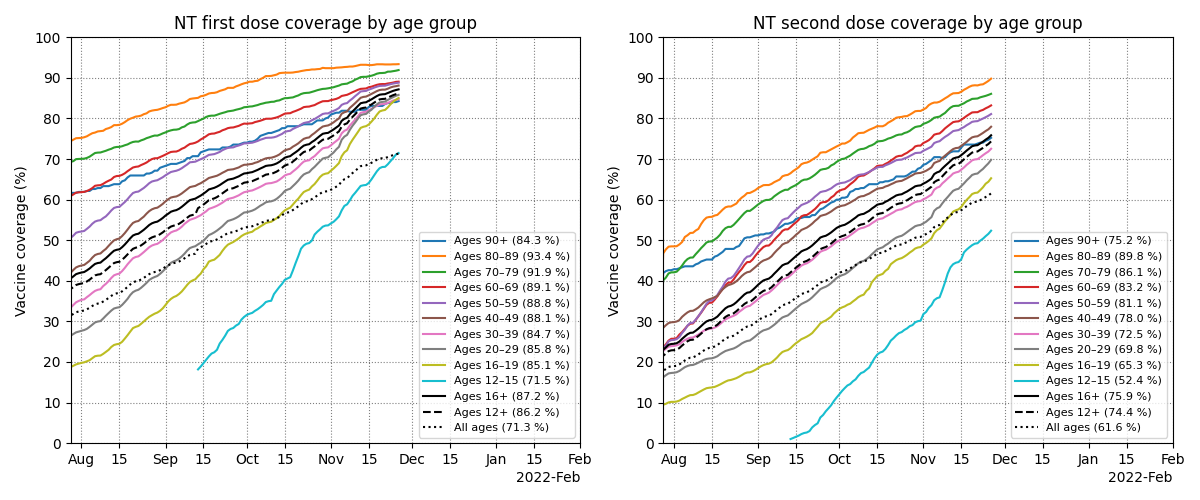 NT first dose coverage by age group
Vaccine coverage (%)
100
90
80
70
60
50
40
30
20
10
0
Aug 15 Sep 15 Oct 15 Nov 15 Dec 15 Jan 15 Feb
2022-Feb
Ages 90+ (84.3 %)
Ages 80–89 (93.4 %)
Ages 70–79 (91.9 %)
Ages 60–69 (89.1 %)
Ages 50–59 (88.8 %)
Ages 40–49 (88.1 %)
Ages 30–39 (84.7 %)
Ages 20–29 (85.8 %)
Ages 16–19 (85.1 %)
Ages 12–15 (71.5 %)
Ages 16+ (87.2 %)
Ages 12+ (86.2 %)
All ages (71.3 %)
NT second dose coverage by age group
Vaccine coverage (%)
100
90
80
70
60
50
40
30
20
10
0
Aug 15 Sep 15 Oct 15 Nov 15 Dec 15 Jan 15 Feb
2022-Feb
Ages 90+ (75.2 %)
Ages 80–89 (89.8 %)
Ages 70–79 (86.1 %)
Ages 60–69 (83.2 %)
Ages 50–59 (81.1 %)
Ages 40–49 (78.0 %)
Ages 30–39 (72.5 %)
Ages 20–29 (69.8 %)
Ages 16–19 (65.3 %)
Ages 12–15 (52.4 %)
Ages 16+ (75.9 %)
Ages 12+ (74.4 %)
All ages (61.6 %)